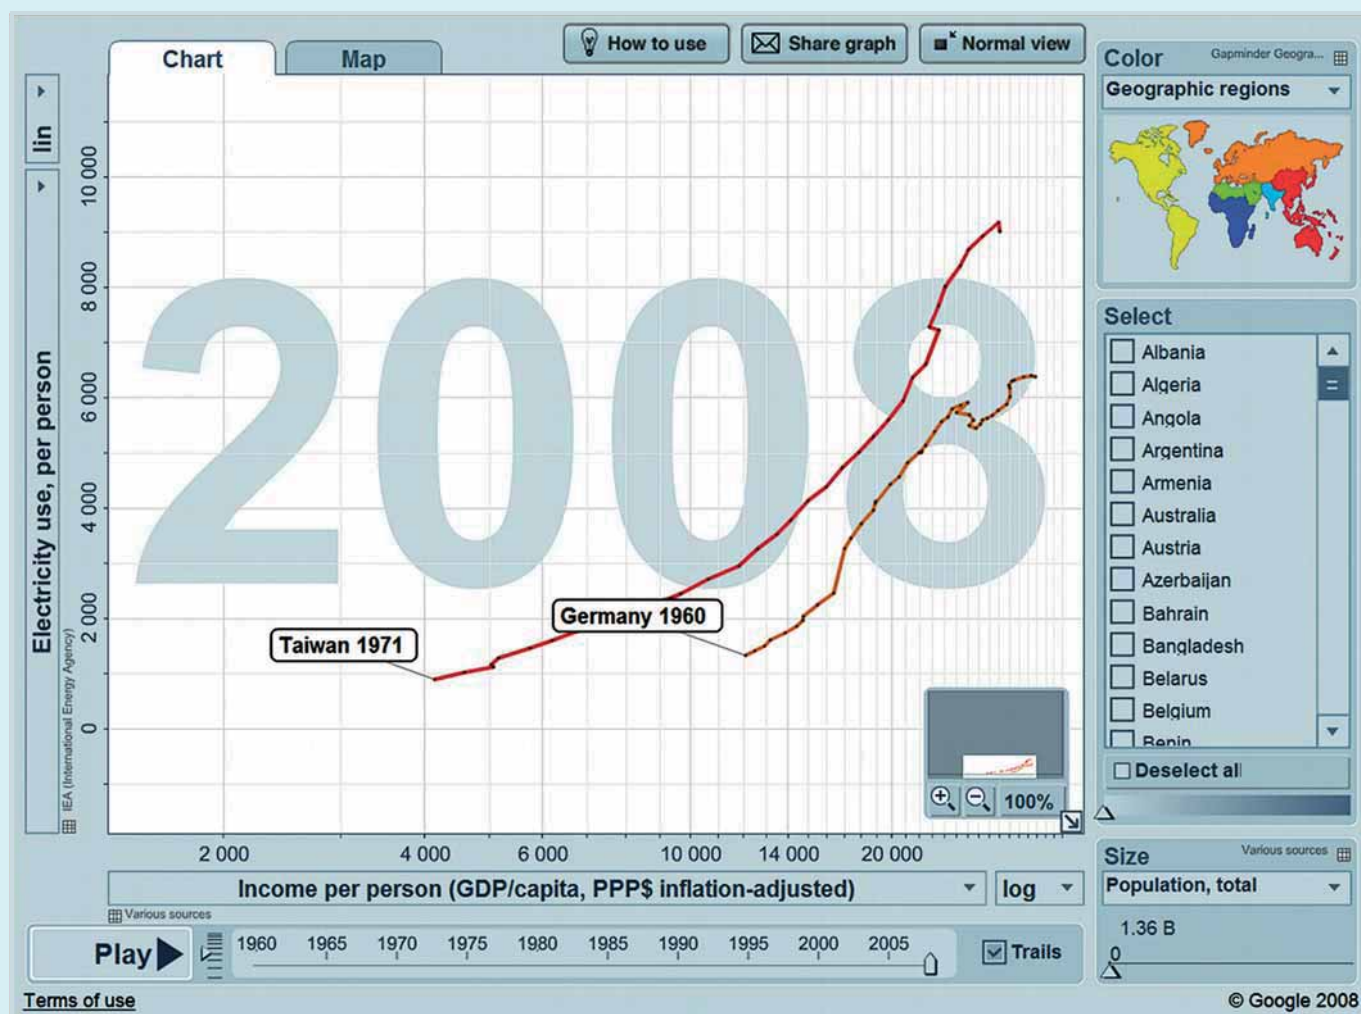 Chart
Map
How to use
Share graph
Normal view
lin
Electricity use, per person
IEA (International Energy Agency)
10 000
8 000
6 000
4 000
2 000
0
2008
Taiwan 1971
Germany 1960
100%
2 000
4 000
6 000
10 000
14 000
20 000
Income per person (GDP/capita, PPP$ inflation-adjusted)
log
Various sources
Play
1960
1965
1970
1975
1980
1985
1990
1995
2000
2005
Trails
Terms of use
Color
Gapminder Geogra...
Geographic regions
Select
Albania
Algeria
Angola
Argentina
Armenia
Australia
Austria
Azerbaijan
Bahrain
Bangladesh
Belarus
Belgium
Benin
Deselect all
Size
Various sources
Population, total
1.36 B
0
© Google 2008